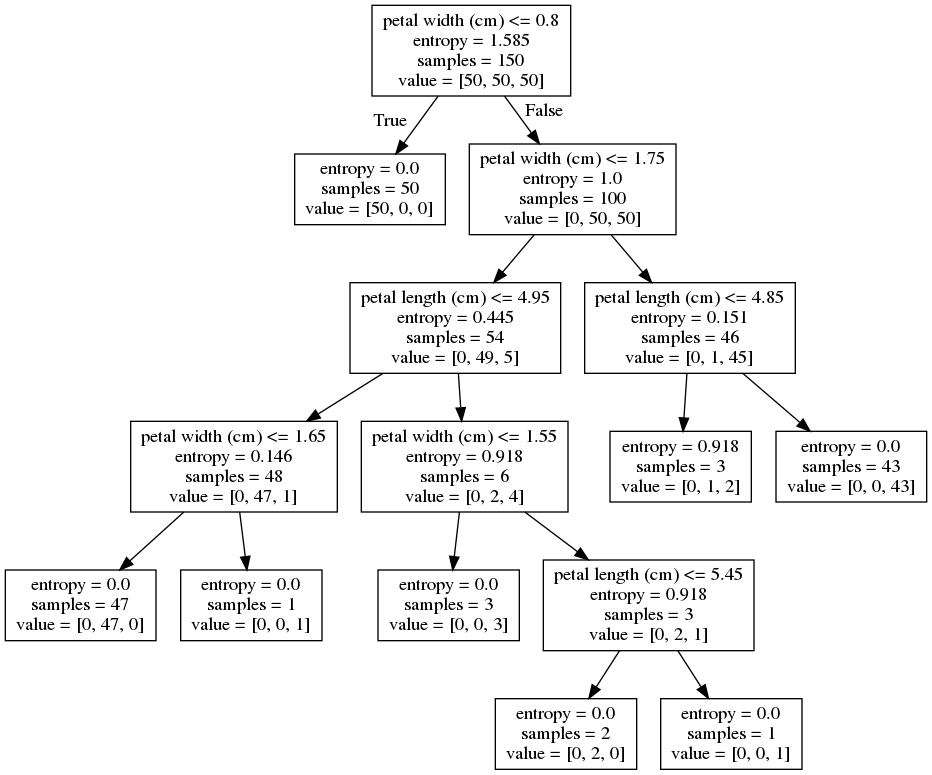 petal width (cm) <= 0.8
entropy = 1.585
samples = 150
value = [50, 50, 50]
True
False
entropy = 0.0
samples = 50
value = [50, 0, 0]
petal width (cm) <= 1.75
entropy = 1.0
samples = 100
value = [0, 50, 50]
petal length (cm) <= 4.95
entropy = 0.445
samples = 54
value = [0, 49, 5]
petal length (cm) <= 4.85
entropy = 0.151
samples = 46
value = [0, 1, 45]
petal width (cm) <= 1.65
entropy = 0.146
samples = 48
value = [0, 47, 1]
petal width (cm) <= 1.55
entropy = 0.918
samples = 6
value = [0, 2, 4]
entropy = 0.918
samples = 3
value = [0, 1, 2]
entropy = 0.0
samples = 43
value = [0, 0, 43]
entropy = 0.0
samples = 47
value = [0, 47, 0]
entropy = 0.0
samples = 1
value = [0, 0, 1]
entropy = 0.0
samples = 3
value = [0, 0, 3]
petal length (cm) <= 5.45
entropy = 0.918
samples = 3
value = [0, 2, 1]
entropy = 0.0
samples = 2
value = [0, 2, 0]
entropy = 0.0
samples = 1
value = [0, 0, 1]